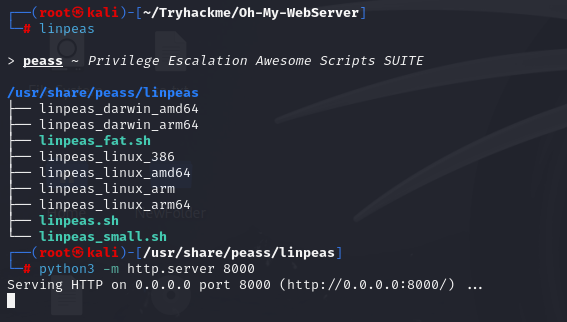 ┌──(root㉿kali)-[~/Tryhackme/Oh-My-WebServer]
└─# linpeas
> peass ~ Privilege Escalation Awesome Scripts SUITE
/usr/share/peass/linpeas
├── linpeas_darwin_amd64
├── linpeas_darwin_arm64
├── linpeas_fat.sh
├── linpeas_linux_386
├── linpeas_linux_amd64
├── linpeas_linux_arm
├── linpeas_linux_arm64
NewFolder
├── linpeas.sh
└── linpeas_small.sh
┌──(root㉿kali)-[/usr/share/peass/linpeas]
└─# python3 -m http.server 8000
Serving HTTP on 0.0.0.0 port 8000 (http://0.0.0.0:8000/) ...